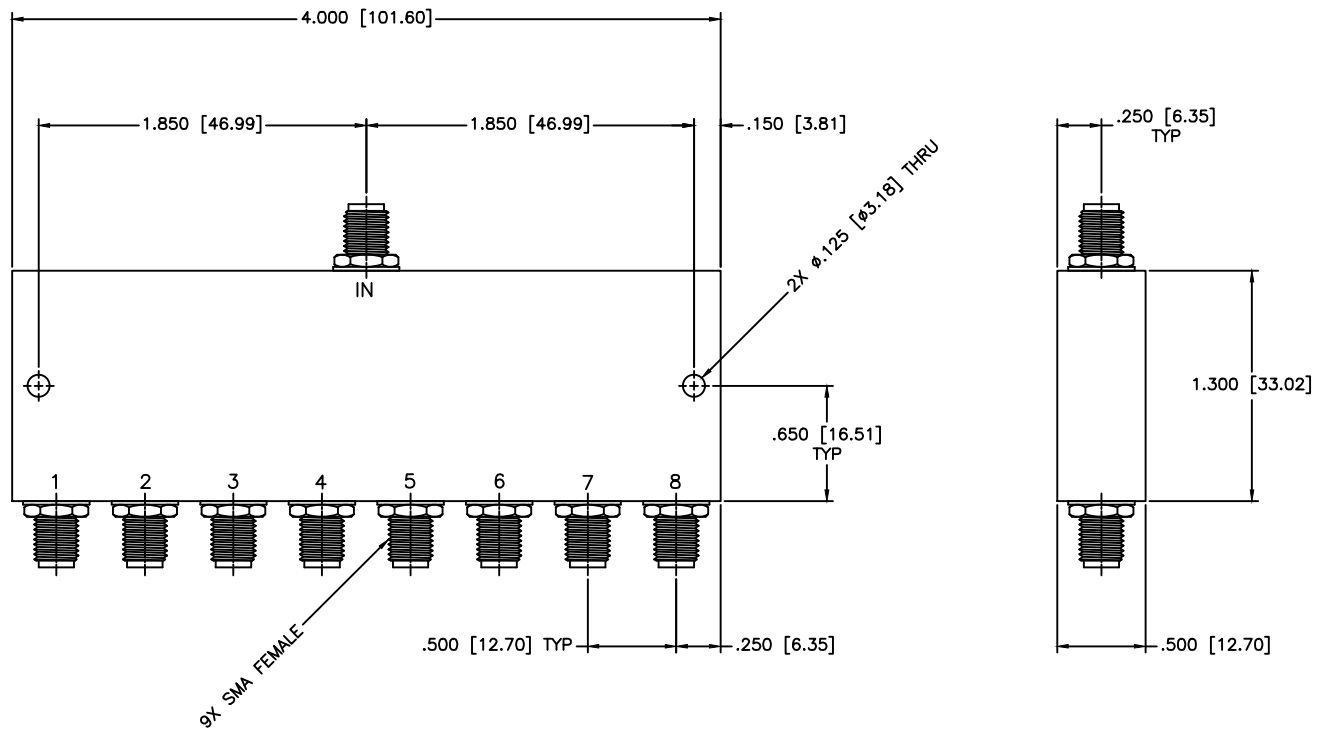 4.000 [101.60]
1.850 [46.99]
1.850 [46.99]
.150 [3.81]
.250 [6.35]
TYP
2X ø.125 [ø3.18] THRU
IN
1.300 [33.02]
.650 [16.51]
TYP
1 2 3 4 5 6 7 8
9X SMA FEMALE
.500 [12.70] TYP
.250 [6.35]
.500 [12.70]